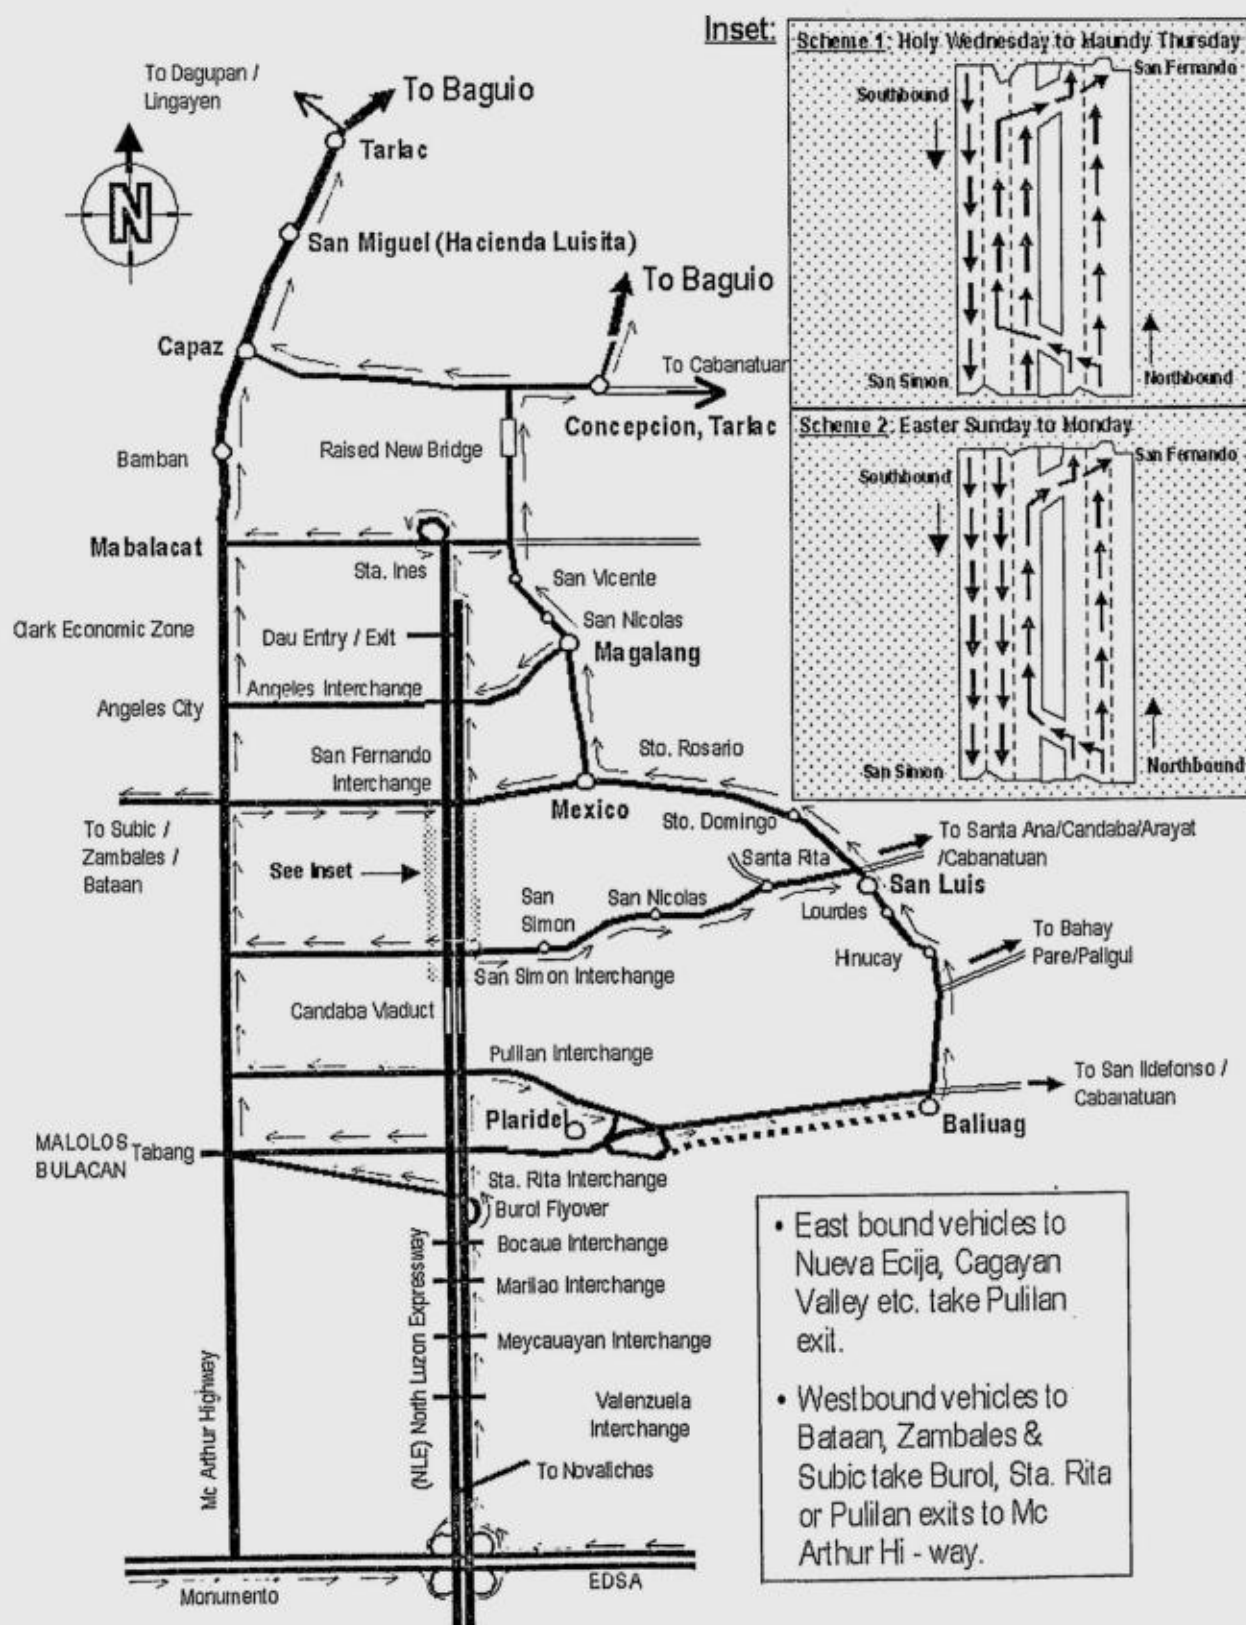 Inset:
Scheme 1: Holy Wednesday to Maundy Thursday
San Fernando
Southbound
San Simon
Northbound
Scheme 2: Easter Sunday to Monday
San Fernando
Southbound
San Simon
Northbound
To Dagupan /
Lingayen
To Baguio
Tarlac
N
San Miguel (Hacienda Luisita)
To Baguio
Capaz
To Cabanatuan
Concepcion, Tarlac
Raised New Bridge
Bamban
Mabalacat
Sta. Ines
San Vicente
San Nicolas
Clark Economic Zone
Dau Entry / Exit
Magalang
Angeles Interchange
Angeles City
San Fernando
Interchange
Sto. Rosario
Mexico
Sto. Domingo
To Subic /
Zambales /
Bataan
To Santa Ana/Candaba/Arayat
/Cabanatuan
See Inset
Santa Rita
San Luis
San
Simon
San Nicolas
Lourdes
Hinucay
To Bahay
Pare/Paligui
San Simon Interchange
Candaba Viaduct
Pulilan Interchange
To San Ildefonso /
Cabanatuan
Plaridel
Baliuag
MALOLOS
BULACAN
Tabang
Sta. Rita Interchange
Burol Flyover
Bocaue Interchange
Marilao Interchange
Meycauayan Interchange
Valenzuela
Interchange
To Novaliches
(NLE) North Luzon Expressway
Mc Arthur Highway
Monumento
EDSA
• East bound vehicles to
Nueva Ecija, Cagayan
Valley etc. take Pulilan
exit.
• Westbound vehicles to
Bataan, Zambales &
Subic take Burol, Sta. Rita
or Pulilan exits to Mc
Arthur Hi - way.